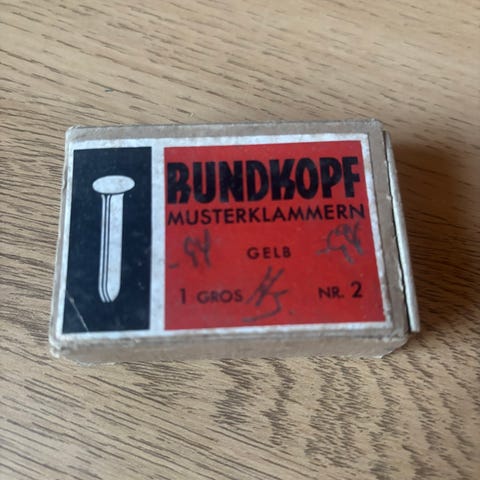 RUNDKOPF
MUSTERKLAMMERN
GELB
1 GROS NR. 2